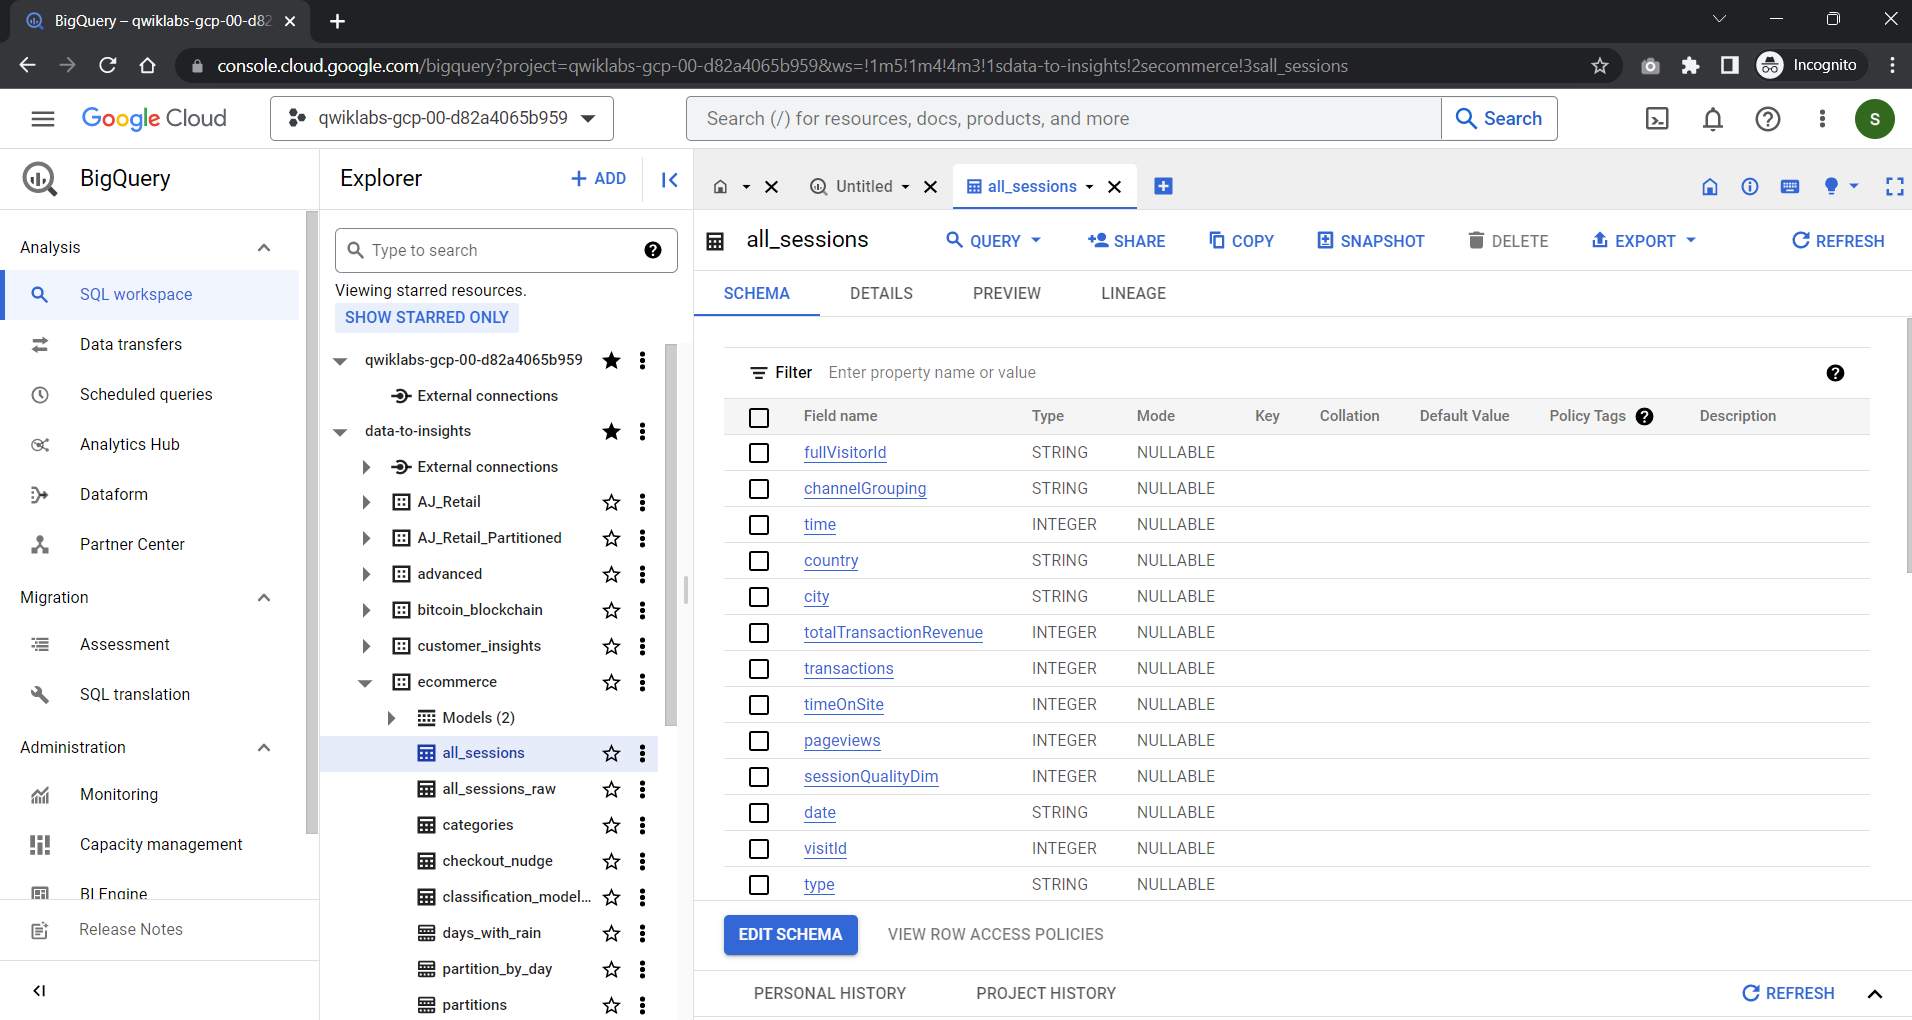 BigQuery – qwiklabs-gcp-00-d82
console.cloud.google.com/bigquery?project=qwiklabs-gcp-00-d82a4065b959&ws=!1m5!1m4!4m3!1sdata-to-insights!2secommerce!3sall_sessions
Incognito
Google Cloud
qwiklabs-gcp-00-d82a4065b959
Search (/) for resources, docs, products, and more
Search
S
BigQuery
Analysis
SQL workspace
Data transfers
Scheduled queries
Analytics Hub
Dataform
Partner Center
Migration
Assessment
SQL translation
Administration
Monitoring
Capacity management
BI Engine
Release Notes
Explorer
+ ADD
Type to search
Viewing starred resources.
SHOW STARRED ONLY
qwiklabs-gcp-00-d82a4065b959
External connections
data-to-insights
External connections
AJ_Retail
AJ_Retail_Partitioned
advanced
bitcoin_blockchain
customer_insights
ecommerce
Models (2)
all_sessions
all_sessions_raw
categories
checkout_nudge
classification_model...
days_with_rain
partition_by_day
partitions
Untitled
all_sessions
all_sessions
QUERY
SHARE
COPY
SNAPSHOT
DELETE
EXPORT
REFRESH
SCHEMA DETAILS PREVIEW LINEAGE
Filter Enter property name or value
Field name Type Mode Key Collation Default Value Policy Tags Description
fullVisitorId STRING NULLABLE
channelGrouping STRING NULLABLE
time INTEGER NULLABLE
country STRING NULLABLE
city STRING NULLABLE
totalTransactionRevenue INTEGER NULLABLE
transactions INTEGER NULLABLE
timeOnSite INTEGER NULLABLE
pageviews INTEGER NULLABLE
sessionQualityDim INTEGER NULLABLE
date STRING NULLABLE
visitId INTEGER NULLABLE
type STRING NULLABLE
EDIT SCHEMA VIEW ROW ACCESS POLICIES
PERSONAL HISTORY PROJECT HISTORY REFRESH